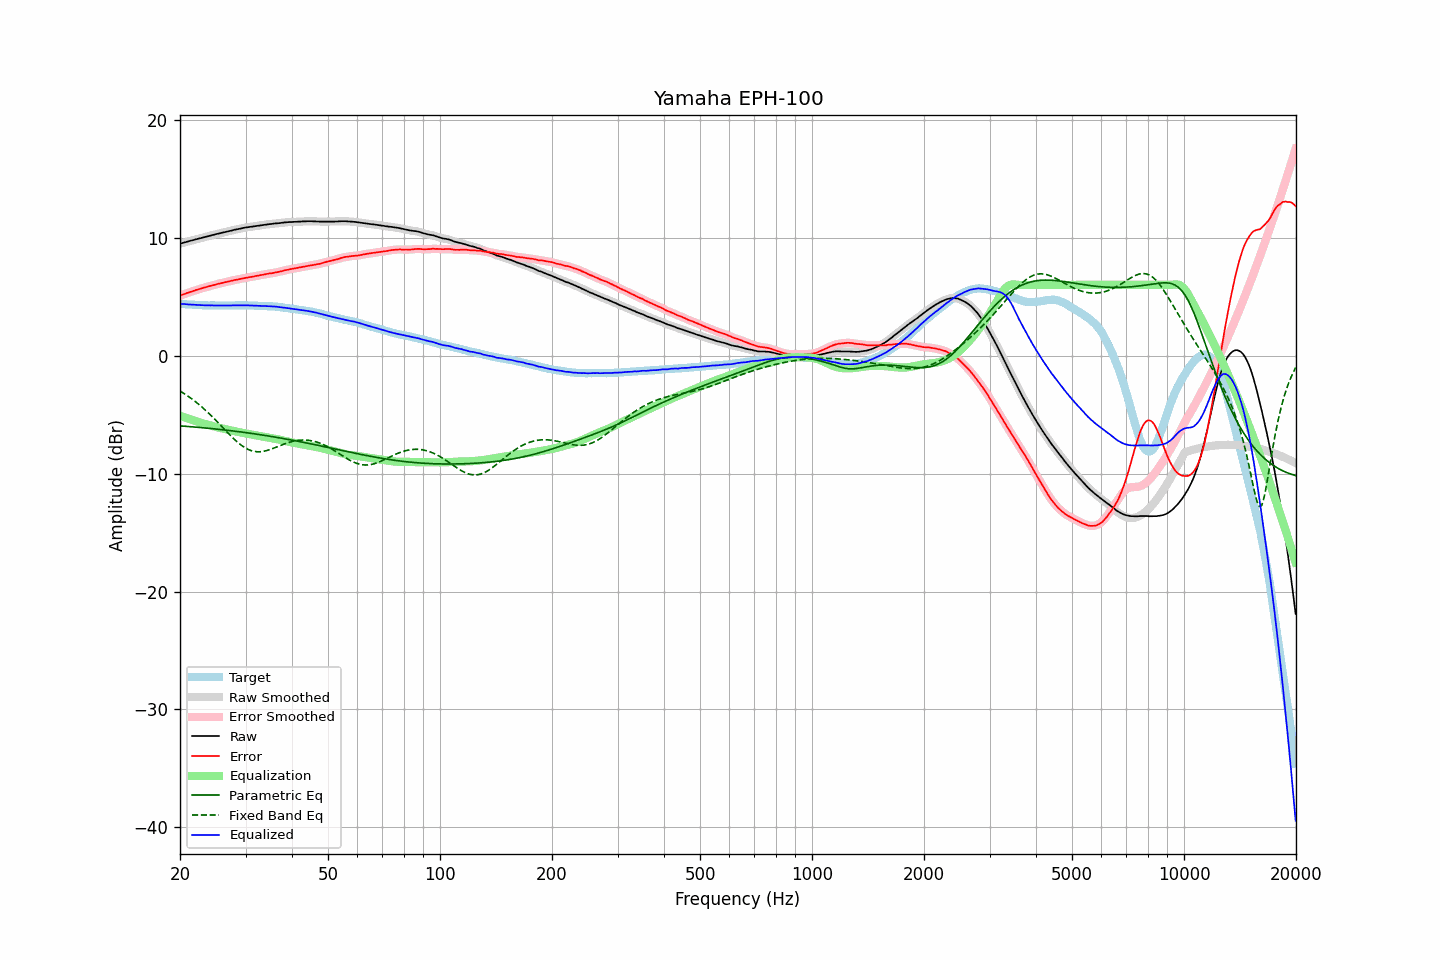 Yamaha EPH-100
20
10
0
−10
−20
−30
−40
Amplitude (dBr)
Target
Raw Smoothed
Error Smoothed
Raw
Error
Equalization
Parametric Eq
Fixed Band Eq
Equalized
20 50 100 200 500 1000 2000 5000 10000 20000
Frequency (Hz)